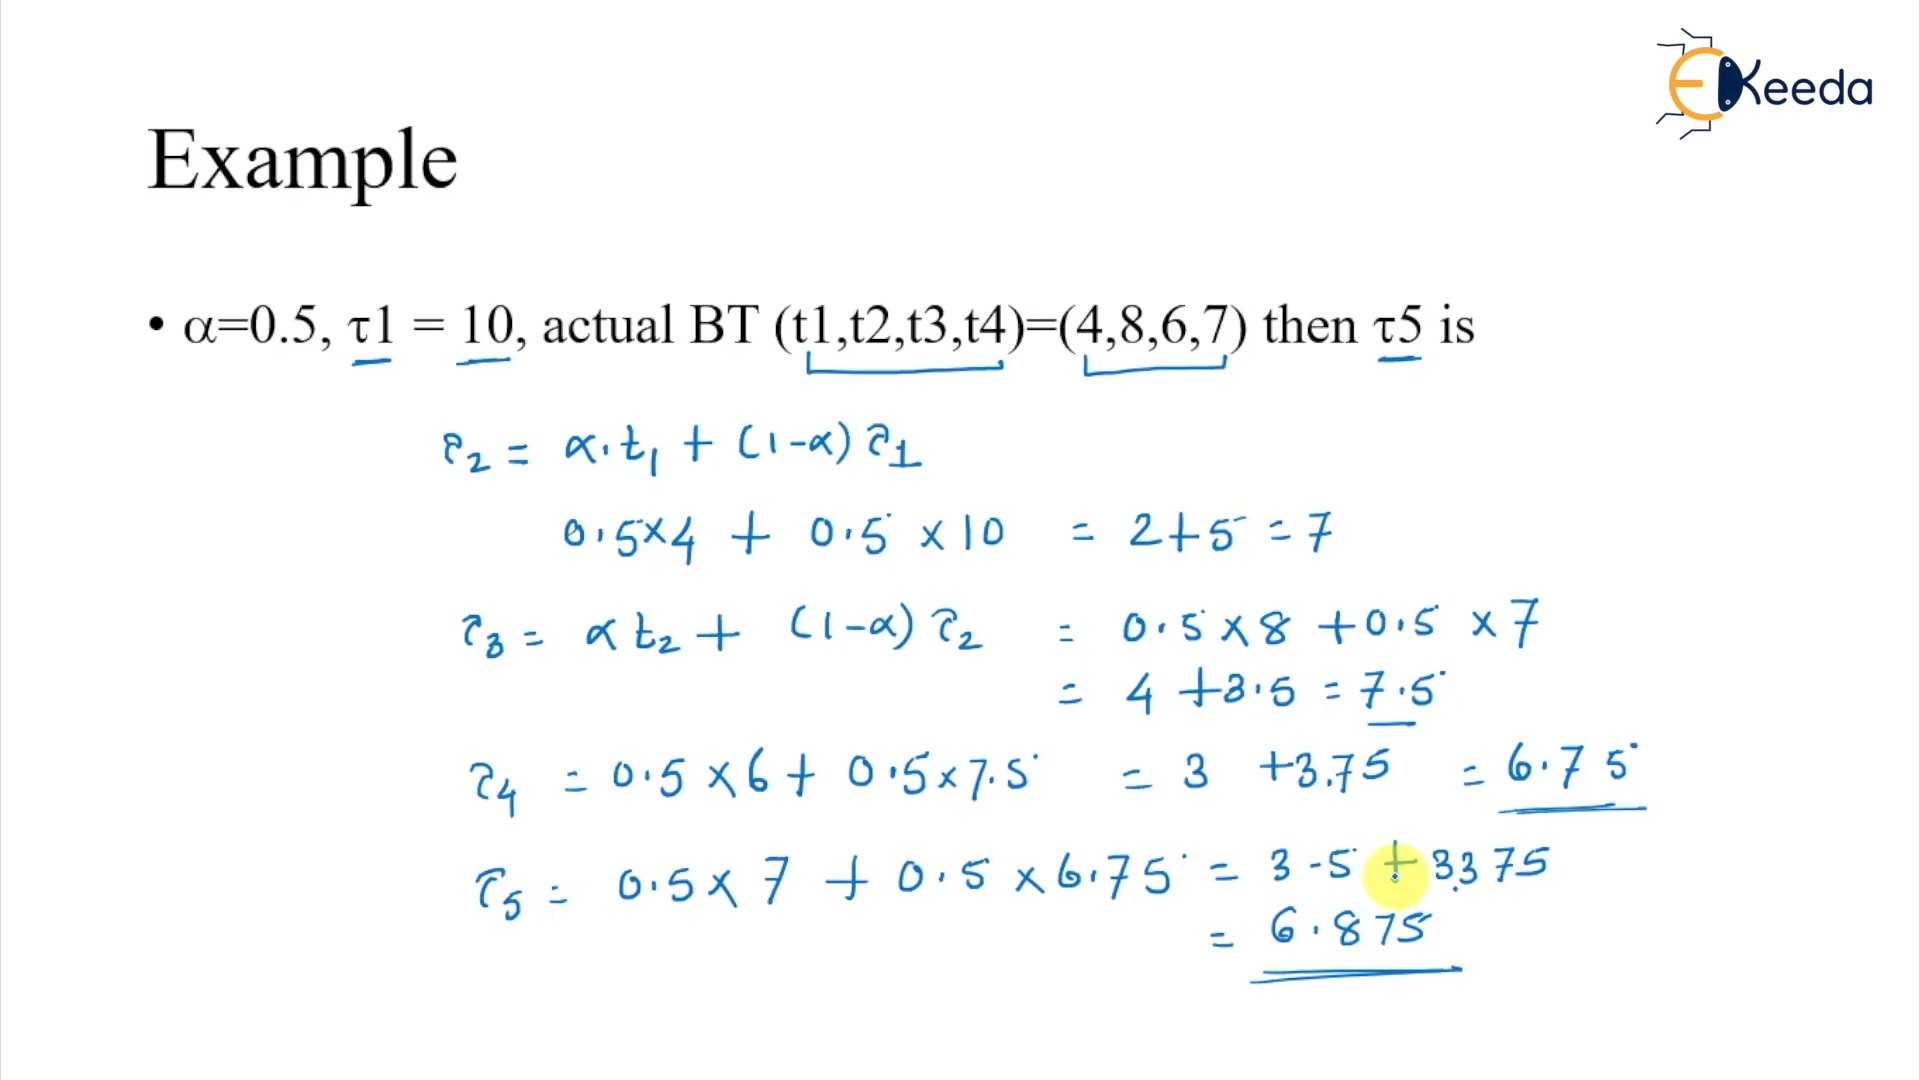 EKeeda
Example
• α=0.5, τ1 = 10, actual BT (t1,t2,t3,t4)=(4,8,6,7) then τ5 is
τ2 = α.t1 + (1-α) τ1
0.5×4 + 0.5 ×10 = 2+5 = 7
τ3 = α t2 + (1-α) τ2 = 0.5 × 8 +0.5 × 7
= 4 +3.5 = 7.5
τ4 = 0.5 ×6 + 0.5×7.5 = 3 +3.75 = 6.75
τ5 = 0.5× 7 + 0.5 ×6.75 = 3.5 + 3.375
= 6.875